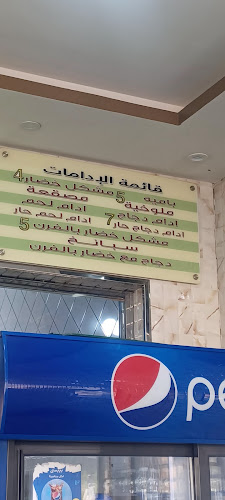 قائمة الإدامات
باميه 5 مشكل خضار 4
ملوخية مصقعة
ادام دجاج 7 ادام لحم
ادام دجاج حار ادام لحم حار
مشكل خضار بالفرن 5
سبانخ
دجاج مع خضار بالفرن
pe